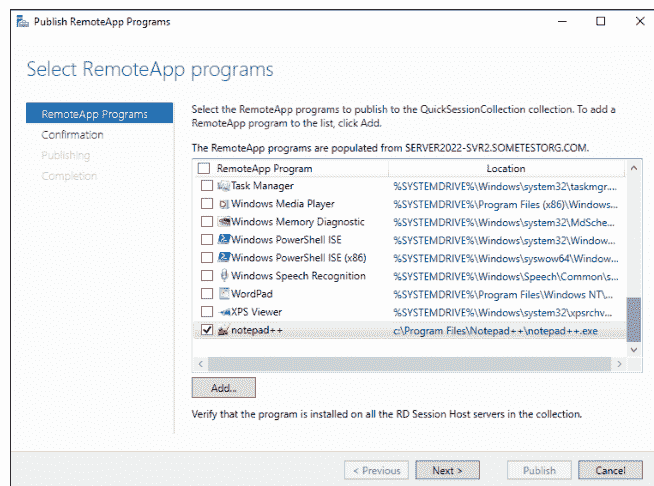 Publish RemoteApp Programs
Select RemoteApp programs
RemoteApp Programs
Confirmation
Publishing
Completion
Select the RemoteApp programs to publish to the QuickSessionCollection collection. To add a
RemoteApp program to the list, click Add.
The RemoteApp programs are populated from SERVER2022-SVR2.SOMETESTORG.COM.
RemoteApp Program Location
Task Manager %SYSTEMDRIVE%\Windows\system32\taskmgr....
Windows Media Player %SYSTEMDRIVE%\Program Files (x86)\Windows...
Windows Memory Diagnostic %SYSTEMDRIVE%\Windows\system32\MdSche...
Windows PowerShell ISE %SYSTEMDRIVE%\Windows\system32\Window...
Windows PowerShell ISE (x86) %SYSTEMDRIVE%\Windows\syswow64\Window...
Windows Speech Recognition %SYSTEMDRIVE%\Windows\Speech\Common\s...
WordPad %SYSTEMDRIVE%\Program Files\Windows NT\...
XPS Viewer %SYSTEMDRIVE%\Windows\system32\xpsrchv...
notepad++ c:\Program Files\Notepad++\notepad++.exe
Add...
Verify that the program is installed on all the RD Session Host servers in the collection.
< Previous Next > Publish Cancel